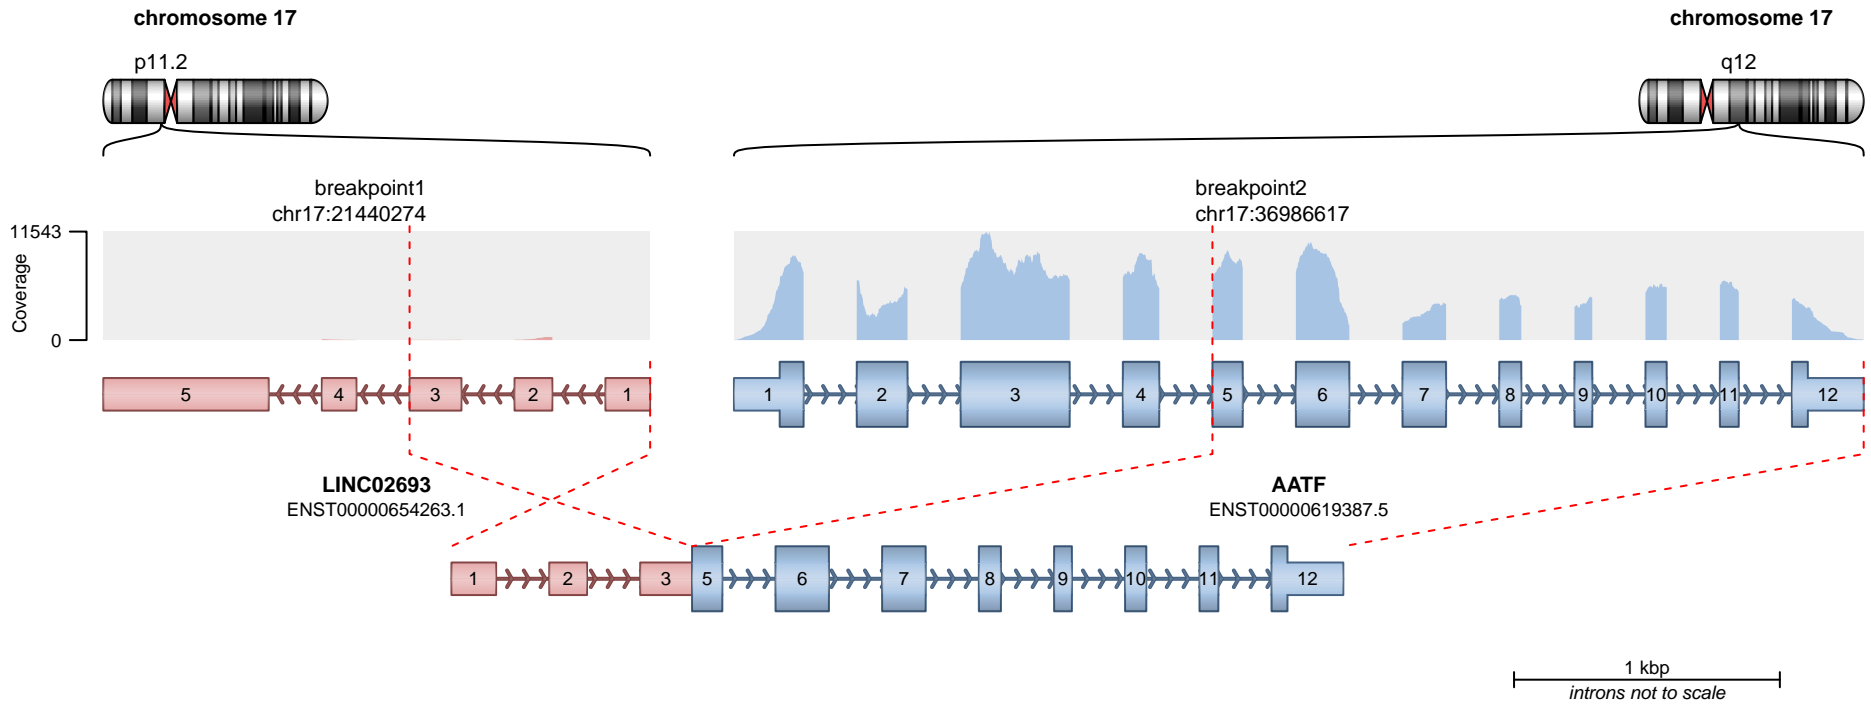 chromosome 17
chromosome 17
p11.2
q12
breakpoint1
chr17:21440274
breakpoint2
chr17:36986617
11543
Coverage
0
5 4 3 2 1
1 2 3 4 5 6 7 8 9 10 11 12
LINC02693
ENST00000654263.1
AATF
ENST00000619387.5
1 2 3 5 6 7 8 9 10 11 12
1 kbp
introns not to scale